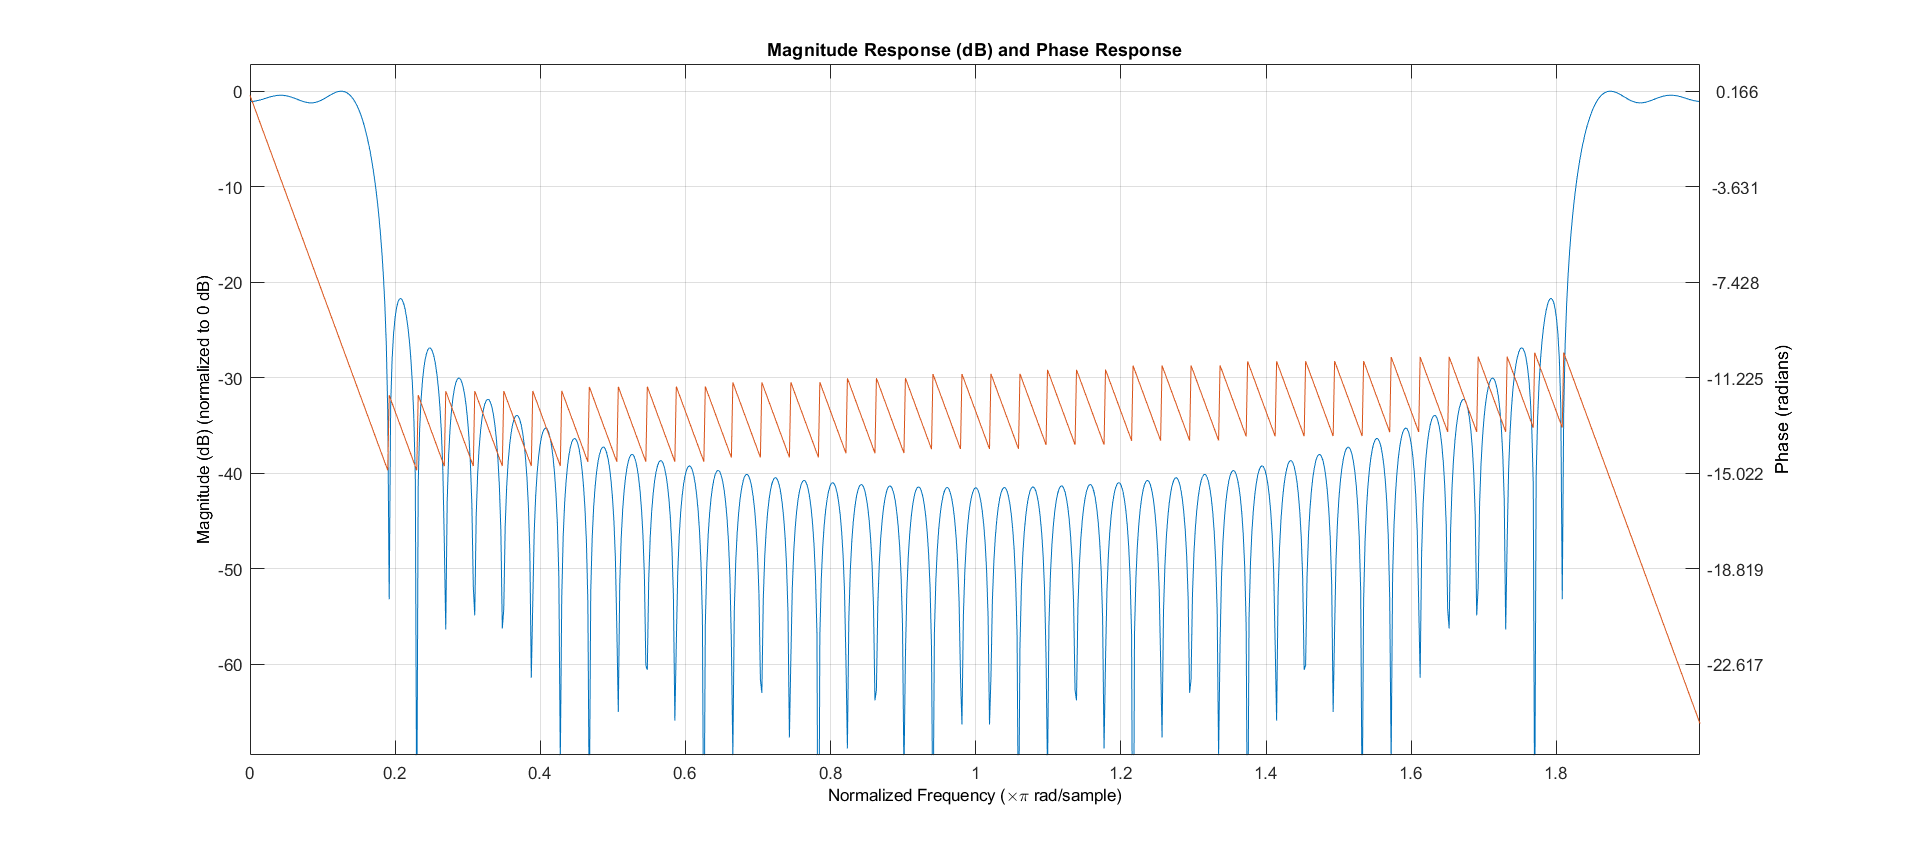 Magnitude Response (dB) and Phase Response
0
-10
-20
-30
-40
-50
-60
Magnitude (dB) (normalized to 0 dB)
0.166
-3.631
-7.428
-11.225
-15.022
-18.819
-22.617
Phase (radians)
0 0.2 0.4 0.6 0.8 1 1.2 1.4 1.6 1.8
Normalized Frequency (×π rad/sample)